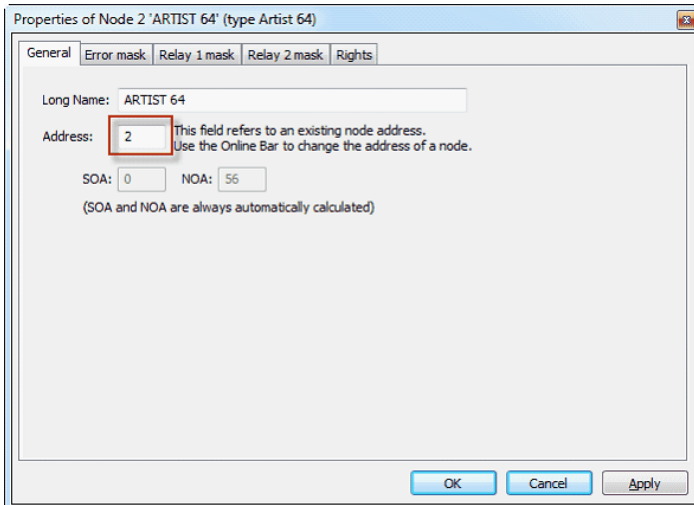 Properties of Node 2 'ARTIST 64' (type Artist 64)
General Error mask Relay 1 mask Relay 2 mask Rights
Long Name: ARTIST 64
Address: 2 This field refers to an existing node address.
Use the Online Bar to change the address of a node.
SOA: 0 NOA: 56
(SOA and NOA are always automatically calculated)
OK Cancel Apply